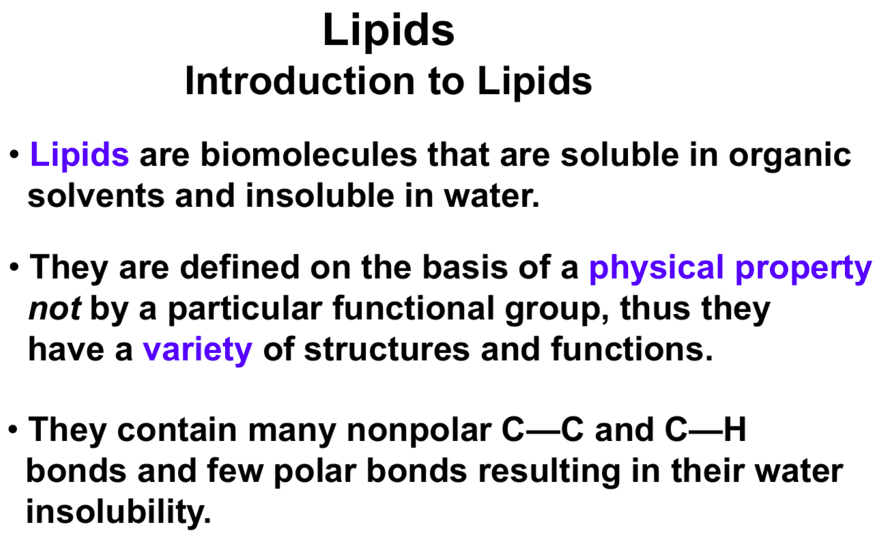 Lipids
Introduction to Lipids
• Lipids are biomolecules that are soluble in organic
solvents and insoluble in water.
• They are defined on the basis of a physical property
not by a particular functional group, thus they
have a variety of structures and functions.
• They contain many nonpolar C—C and C—H
bonds and few polar bonds resulting in their water
insolubility.